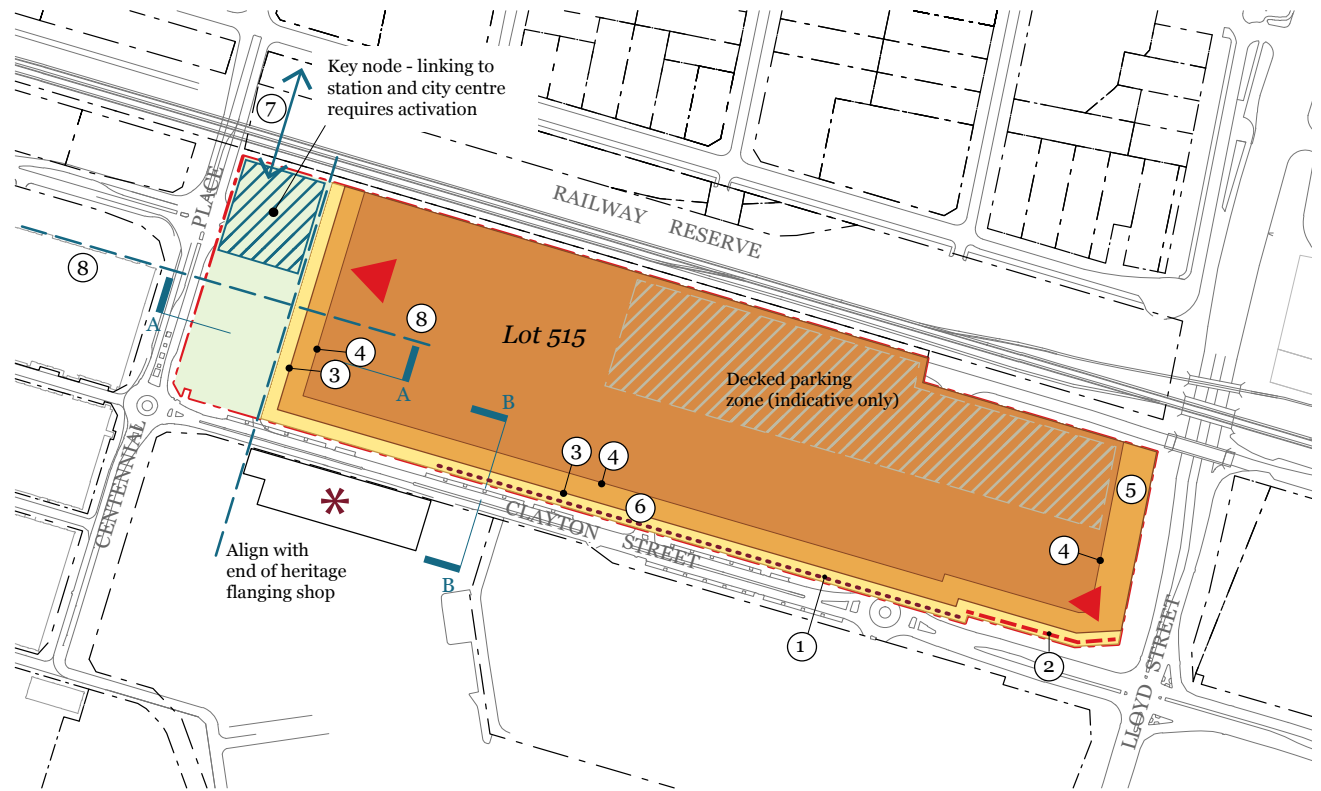 Key node - linking to
station and city centre
requires activation
7
PLACE
RAILWAY RESERVE
8
A
8
Lot 515
4
3
A
Decked parking
zone (indicative only)
B
3
4
5
6
CENTENNIAL
*
CLAYTON STREET
Align with
end of heritage
flanging shop
B
4
1
2
LLOYD STREET